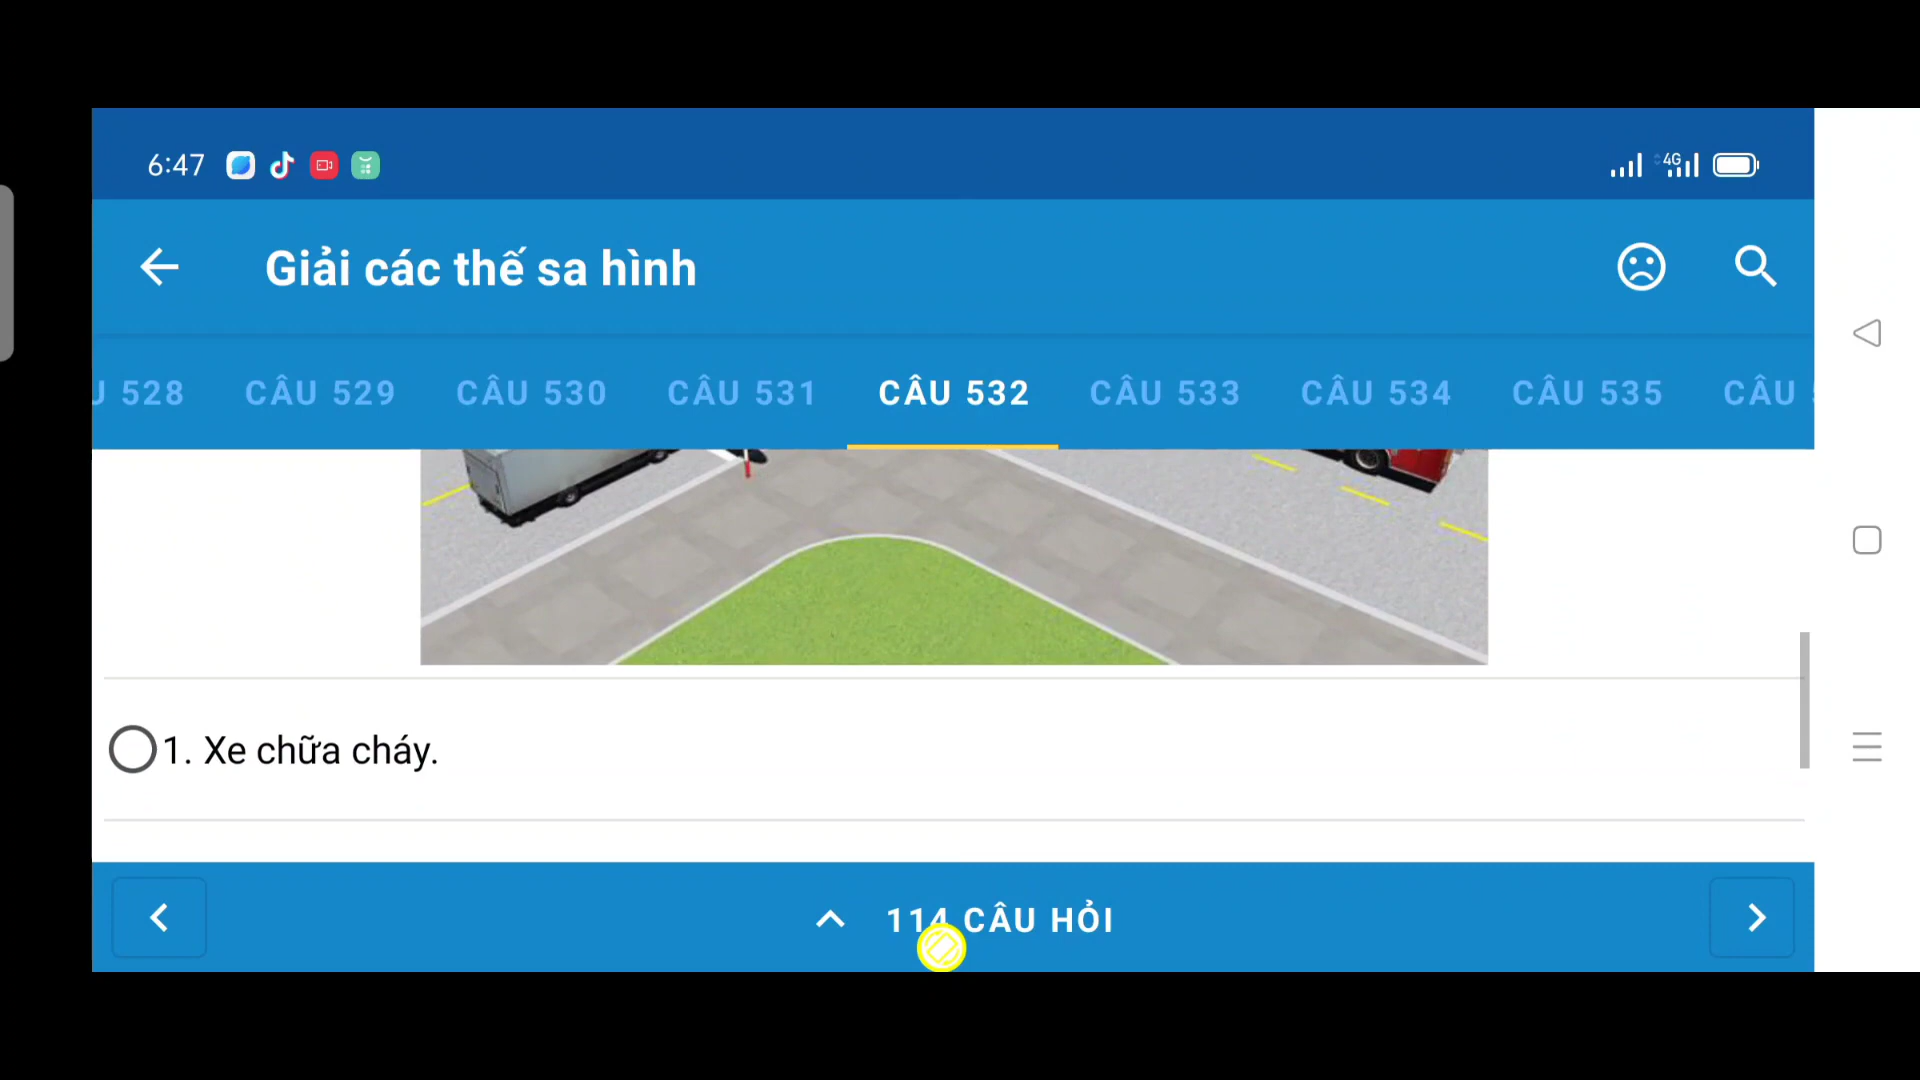 6:47
4G
Giải các thế sa hình
U 528 CÂU 529 CÂU 530 CÂU 531 CÂU 532 CÂU 533 CÂU 534 CÂU 535 CÂU
1. Xe chữa cháy.
114 CÂU HỎI